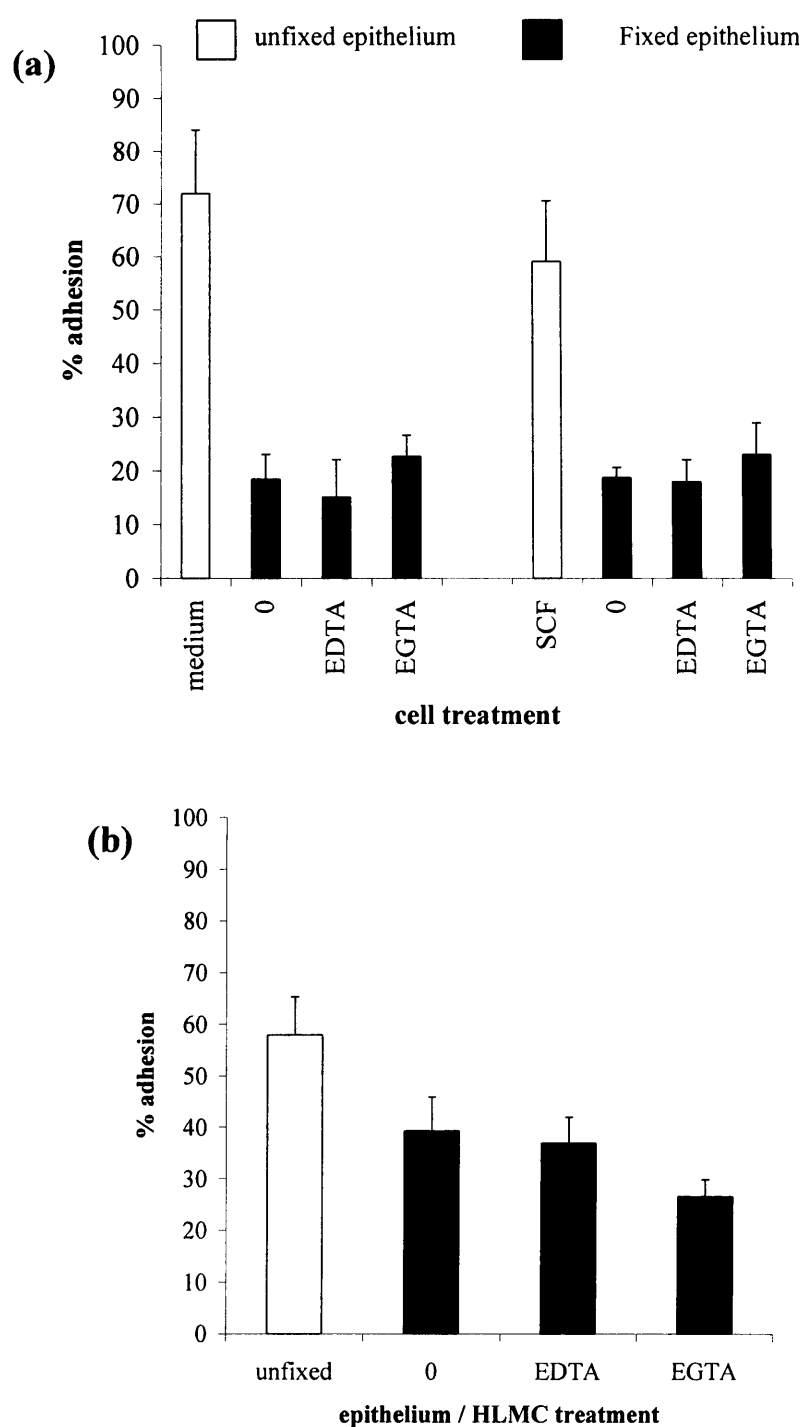 (a)
unfixed epithelium
Fixed epithelium
100
90
80
70
60
50
40
30
20
10
0
% adhesion
medium
0
EDTA
EGTA
SCF
0
EDTA
EGTA
cell treatment
(b)
100
90
80
70
60
50
40
30
20
10
0
% adhesion
unfixed
0
EDTA
EGTA
epithelium / HLMC treatment